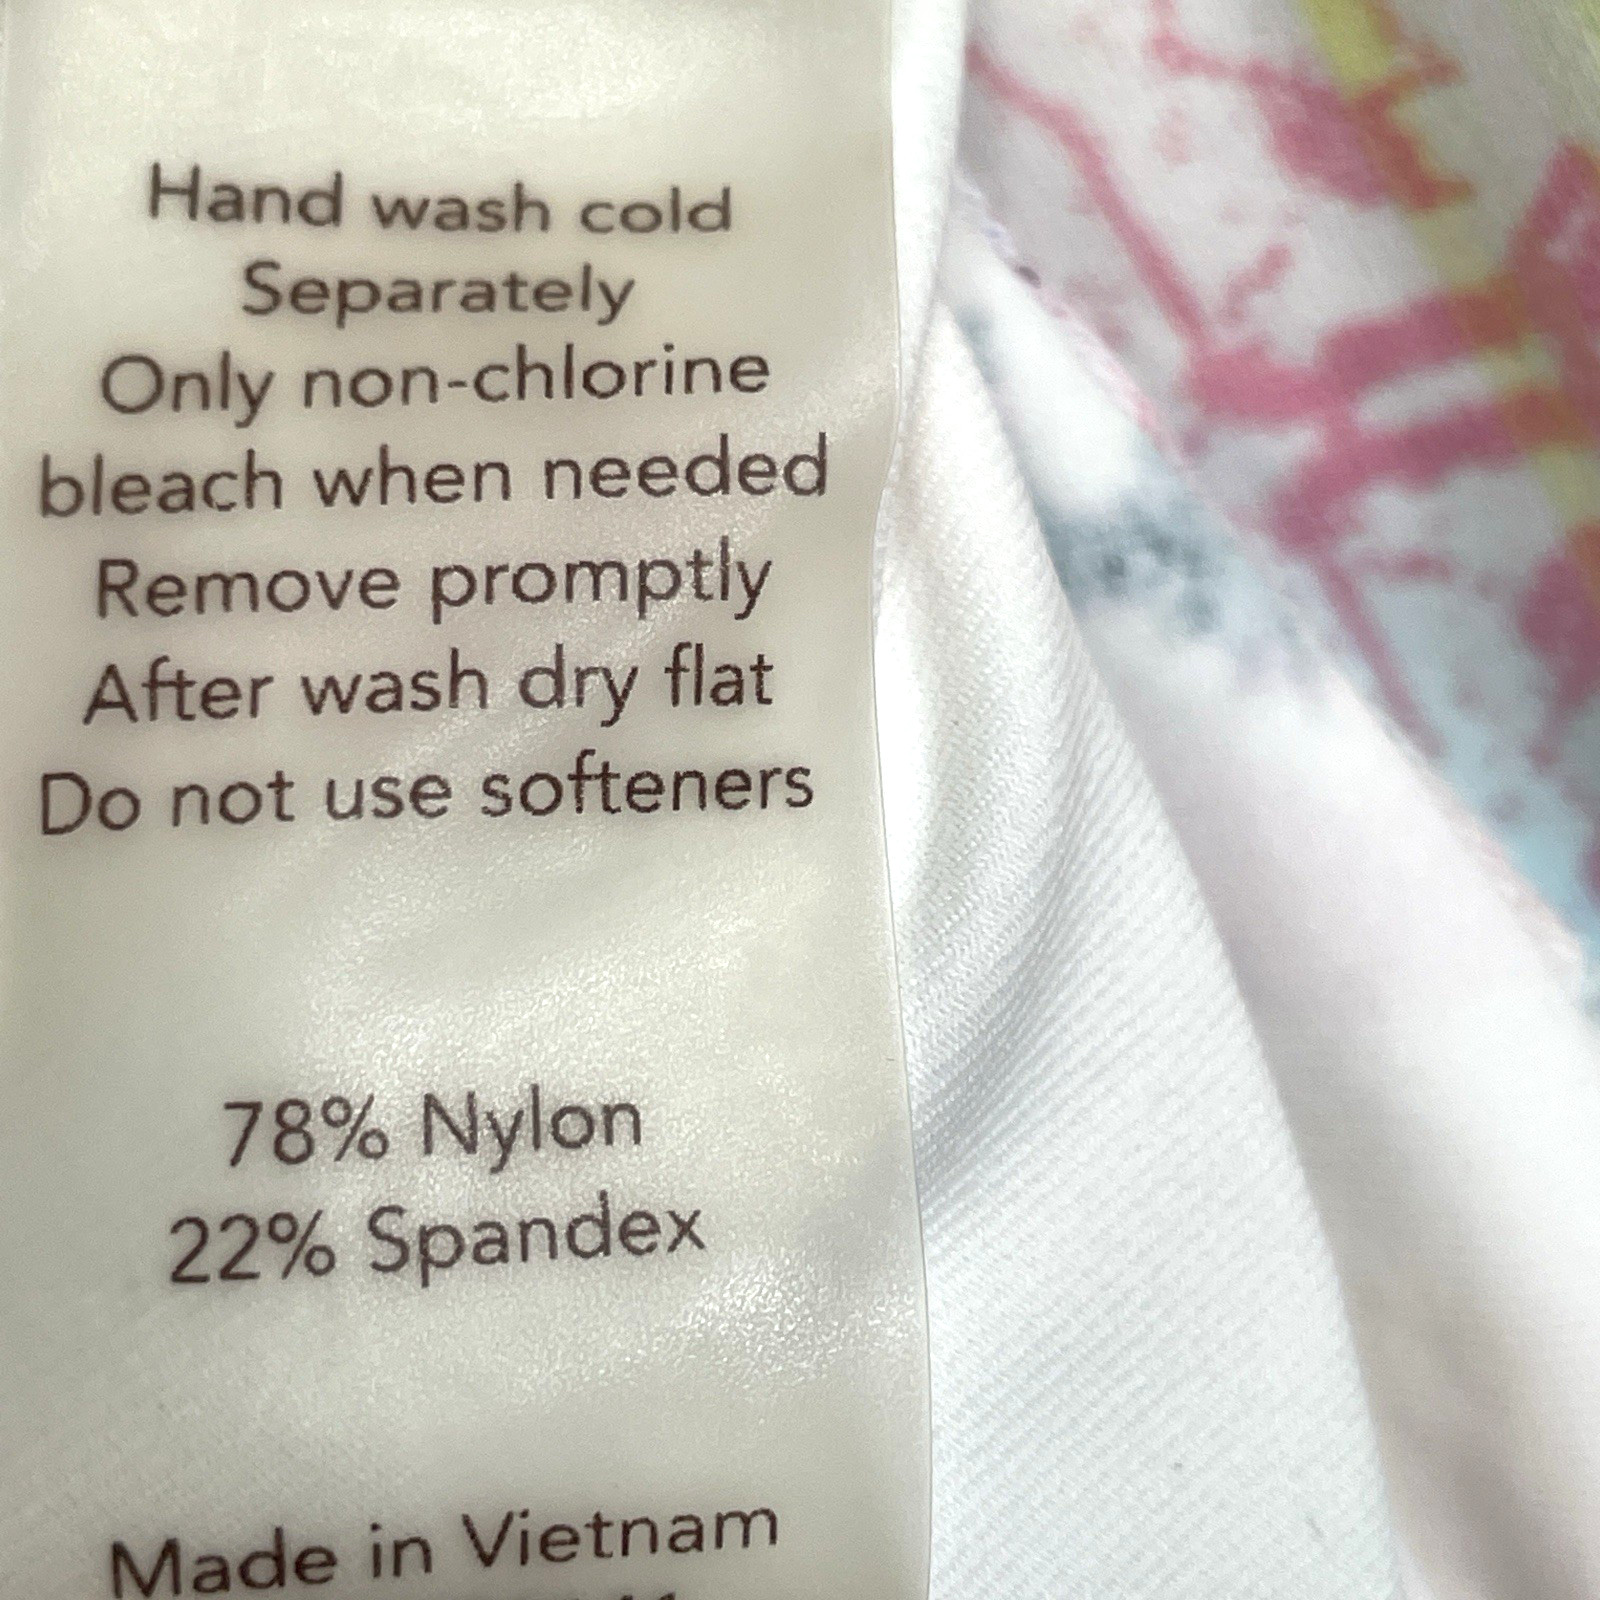 Hand wash cold
Separately
Only non-chlorine
bleach when needed
Remove promptly
After wash dry flat
Do not use softeners
78% Nylon
22% Spandex
Made in Vietnam